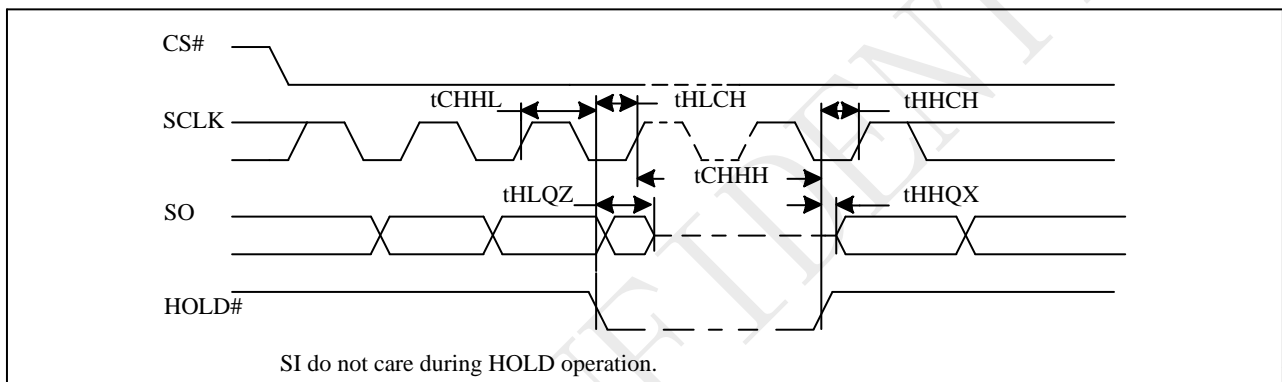 CS#
tCHHL
tHLCH
tHHCH
SCLK
tCHHH
tHLQZ
tHHQX
SO
HOLD#
SI do not care during HOLD operation.